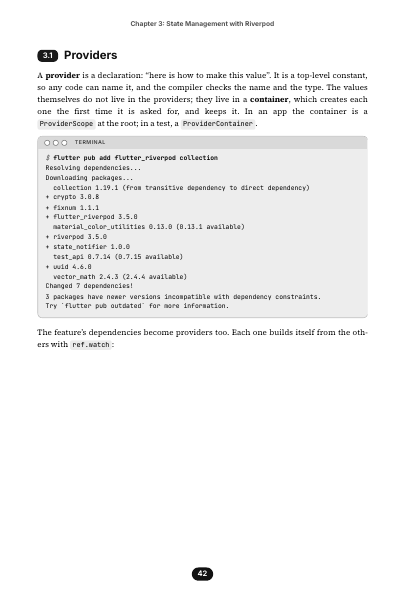 Chapter 3: State Management with Riverpod
3.1 Providers
A provider is a declaration: “here is how to make this value”. It is a top-level constant,
so any code can name it, and the compiler checks the name and the type. The values
themselves do not live in the providers; they live in a container, which creates each
one the first time it is asked for, and keeps it. In an app the container is a
ProviderScope at the root; in a test, a ProviderContainer.
TERMINAL
$ flutter pub add flutter_riverpod collection
Resolving dependencies...
Downloading packages...
collection 1.19.1 (from transitive dependency to direct dependency)
+ crypto 3.0.8
+ fixnum 1.1.1
+ flutter_riverpod 3.5.0
material_color_utilities 0.13.0 (0.13.1 available)
+ riverpod 3.5.0
+ state_notifier 1.0.0
test_api 0.7.14 (0.7.15 available)
+ uuid 4.6.0
vector_math 2.4.3 (2.4.4 available)
Changed 7 dependencies!
3 packages have newer versions incompatible with dependency constraints.
Try `flutter pub outdated` for more information.
The feature’s dependencies become providers too. Each one builds itself from the oth-
ers with ref.watch:
42